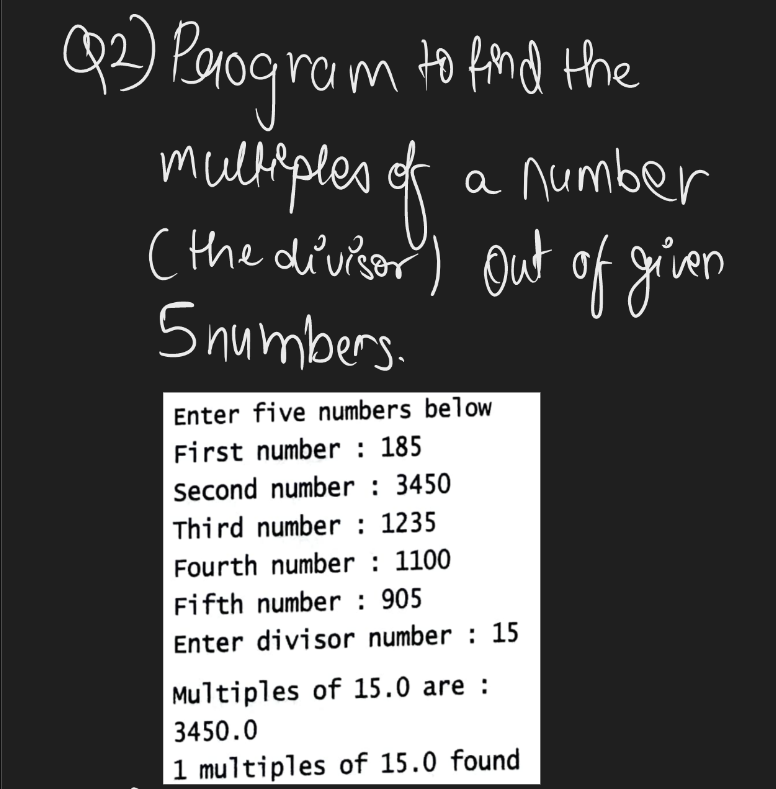 Q2) Program to find the
multiples of a number
(the divisor) out of given
5 numbers.
Enter five numbers below
First number : 185
Second number : 3450
Third number : 1235
Fourth number : 1100
Fifth number : 905
Enter divisor number : 15
Multiples of 15.0 are :
3450.0
1 multiples of 15.0 found